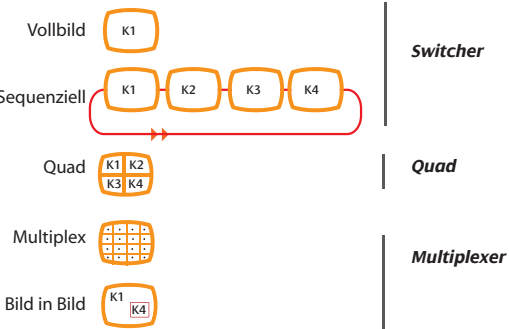 Vollbild
K1
Switcher
Sequenziell
K1 K2 K3 K4
Quad
K1 K2
K3 K4
Quad
Multiplex
Multiplexer
Bild in Bild
K1
K4